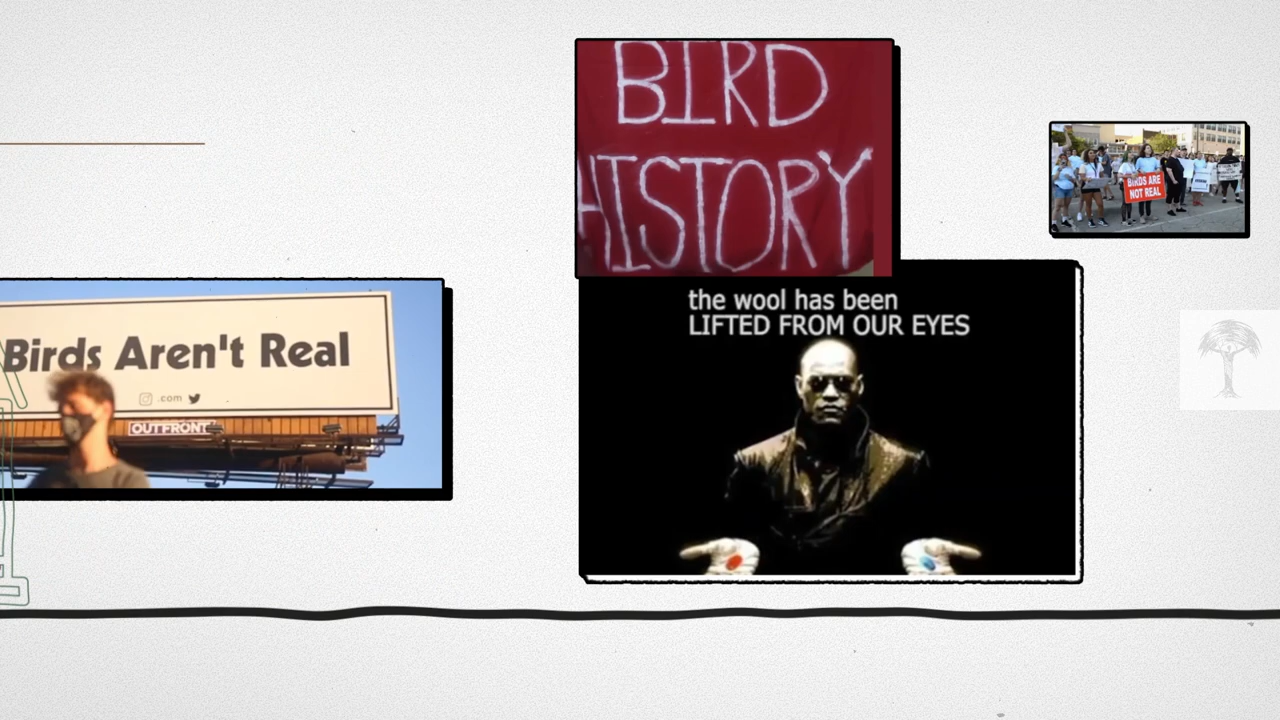 BIRD
HISTORY
BIRDS ARE
NOT REAL
the wool has been
LIFTED FROM OUR EYES
Birds Aren't Real
.com
OUTFRONT